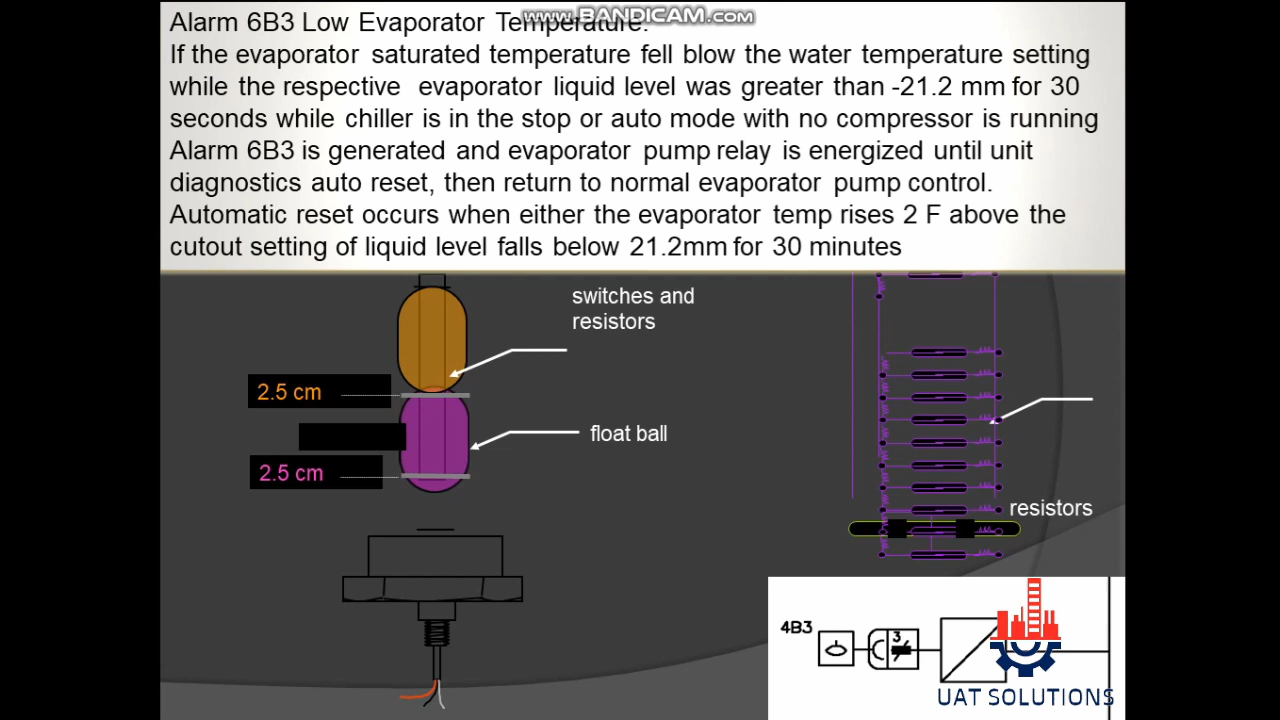 www.BANDICAM.com
Alarm 6B3 Low Evaporator Temperature:
If the evaporator saturated temperature fell blow the water temperature setting
while the respective evaporator liquid level was greater than -21.2 mm for 30
seconds while chiller is in the stop or auto mode with no compressor is running
Alarm 6B3 is generated and evaporator pump relay is energized until unit
diagnostics auto reset, then return to normal evaporator pump control.
Automatic reset occurs when either the evaporator temp rises 2 F above the
cutout setting of liquid level falls below 21.2mm for 30 minutes
switches and
resistors
2.5 cm
float ball
2.5 cm
resistors
4B3
3
UAT SOLUTIONS